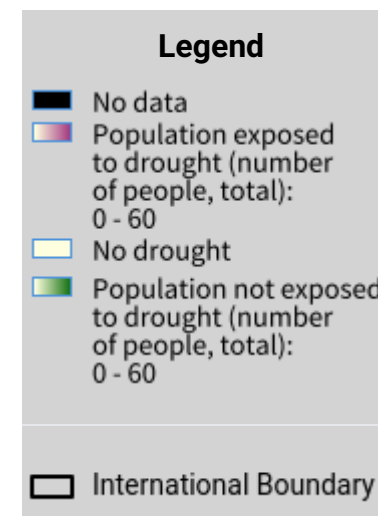 Legend
No data
Population exposed
to drought (number
of people, total):
0 - 60
No drought
Population not exposed
to drought (number
of people, total):
0 - 60
International Boundary